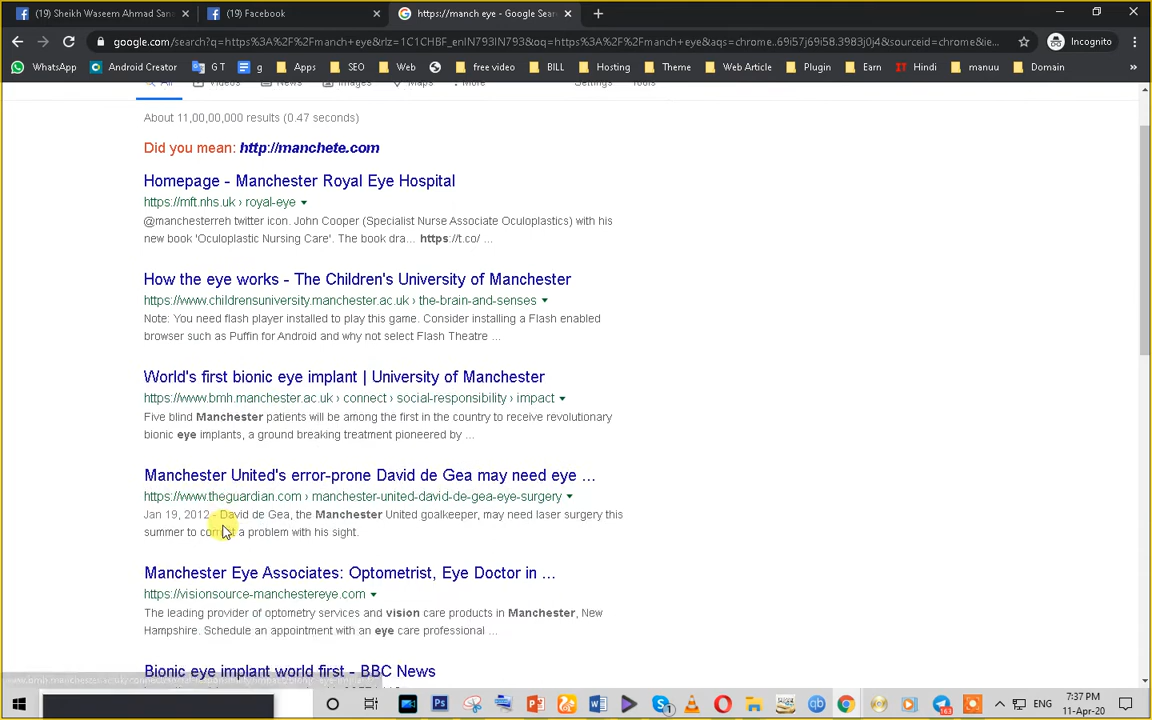 (19) Sheikh Waseem Ahmad San
(19) Facebook
https://manch eye - Google Sear
google.com/search?q=https%3A%2F%2Fmanch+eye&rlz=1C1CHBF_enIN793IN793&oq=https%3A%2F%2Fmanch+eye&aqs=chrome..69i57j69i58.3983j0j4&sourceid=chrome&ie...
Incognito
WhatsApp
Android Creator
G T
g
Apps
SEO
Web
free video
BILL
Hosting
Theme
Web Article
Plugin
Earn
Hindi
manuu
Domain
All Videos News Images Maps More Settings Tools
About 11,00,00,000 results (0.47 seconds)
Did you mean: http://manchete.com
Homepage - Manchester Royal Eye Hospital
https://mft.nhs.uk › royal-eye
@manchesterreh twitter icon. John Cooper (Specialist Nurse Associate Oculoplastics) with his
new book 'Oculoplastic Nursing Care'. The book dra... https://t.co/ ...
How the eye works - The Children's University of Manchester
https://www.childrensuniversity.manchester.ac.uk › the-brain-and-senses
Note: You need flash player installed to play this game. Consider installing a Flash enabled
browser such as Puffin for Android and why not select Flash Theatre ...
World's first bionic eye implant | University of Manchester
https://www.bmh.manchester.ac.uk › connect › social-responsibility › impact
Five blind Manchester patients will be among the first in the country to receive revolutionary
bionic eye implants, a ground breaking treatment pioneered by ...
Manchester United's error-prone David de Gea may need eye ...
https://www.theguardian.com › manchester-united-david-de-gea-eye-surgery
Jan 19, 2012 - David de Gea, the Manchester United goalkeeper, may need laser surgery this
summer to correct a problem with his sight.
Manchester Eye Associates: Optometrist, Eye Doctor in ...
https://visionsource-manchestereye.com
The leading provider of optometry services and vision care products in Manchester, New
Hampshire. Schedule an appointment with an eye care professional ...
Bionic eye implant world first - BBC News
ENG
7:37 PM
11-Apr-20